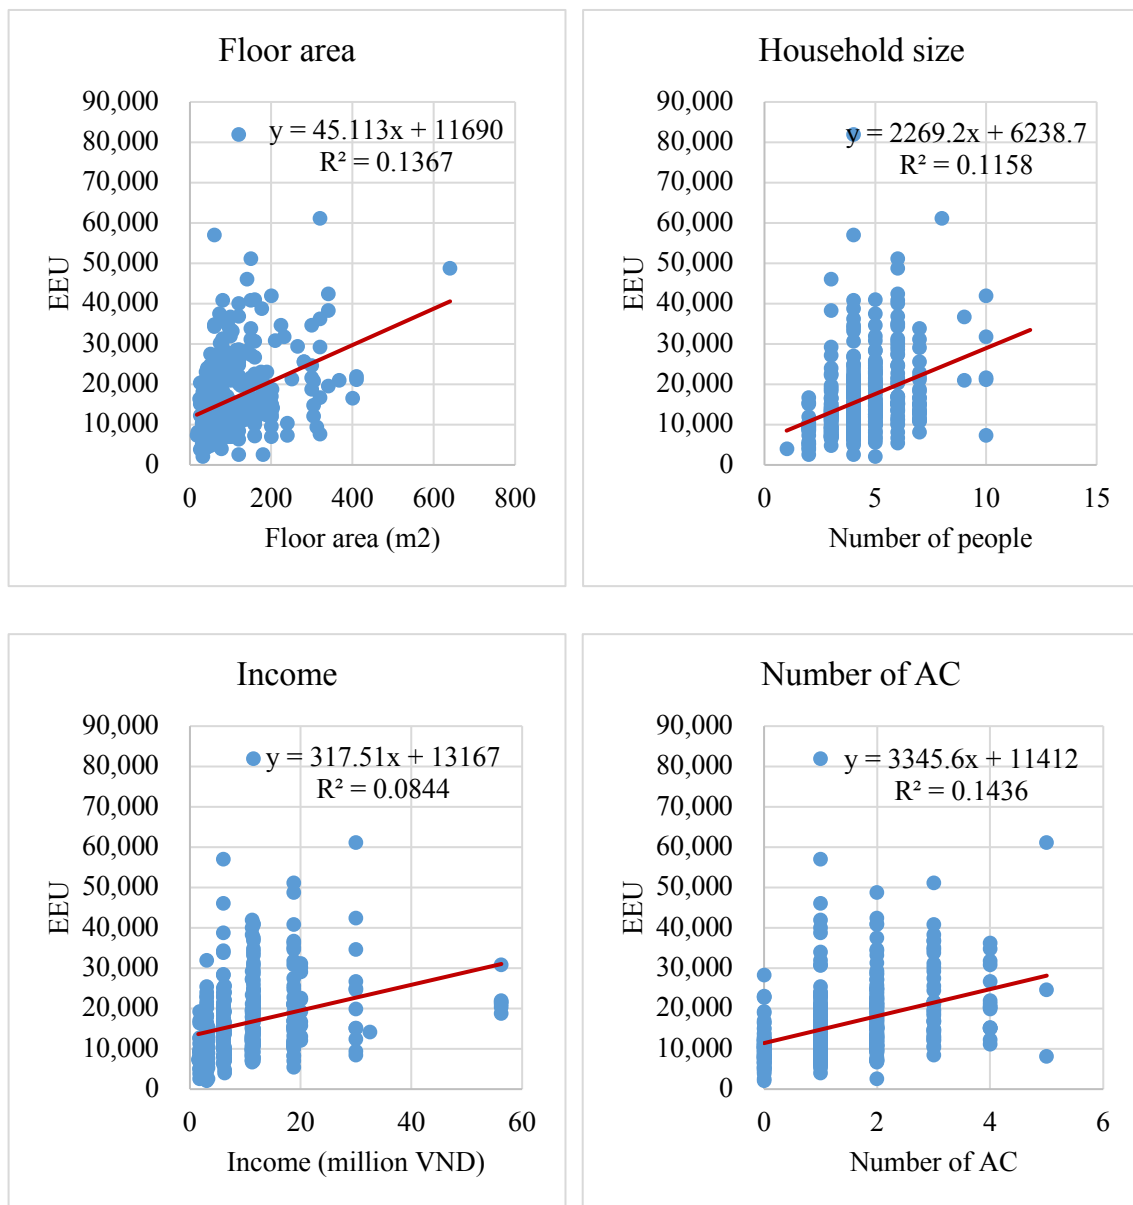 Floor area
90,000
80,000
70,000
60,000
50,000
40,000
30,000
20,000
10,000
0
EEU
y = 45.113x + 11690
R² = 0.1367
0 200 400 600 800
Floor area (m2)
Household size
90,000
80,000
70,000
60,000
50,000
40,000
30,000
20,000
10,000
0
EEU
y = 2269.2x + 6238.7
R² = 0.1158
0 5 10 15
Number of people
Income
90,000
80,000
70,000
60,000
50,000
40,000
30,000
20,000
10,000
0
EEU
y = 317.51x + 13167
R² = 0.0844
0 20 40 60
Income (million VND)
Number of AC
90,000
80,000
70,000
60,000
50,000
40,000
30,000
20,000
10,000
0
EEU
y = 3345.6x + 11412
R² = 0.1436
0 2 4 6
Number of AC